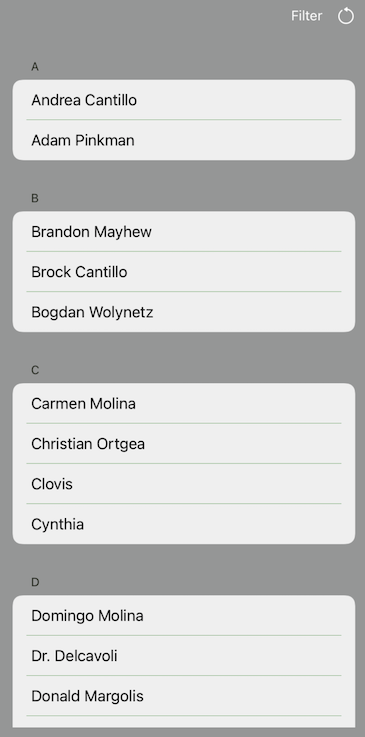 Filter
A
Andrea Cantillo
Adam Pinkman
B
Brandon Mayhew
Brock Cantillo
Bogdan Wolynetz
C
Carmen Molina
Christian Ortgea
Clovis
Cynthia
D
Domingo Molina
Dr. Delcavoli
Donald Margolis